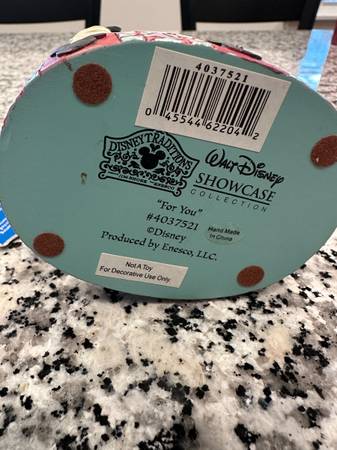 4037521
0 45544 62204 2
DISNEY TRADITIONS
Walt Disney
SHOWCASE
COLLECTION
"For You"
#4037521
©Disney
Produced by Enesco, LLC.
Hand Made
in China
Not A Toy
For Decorative Use Only